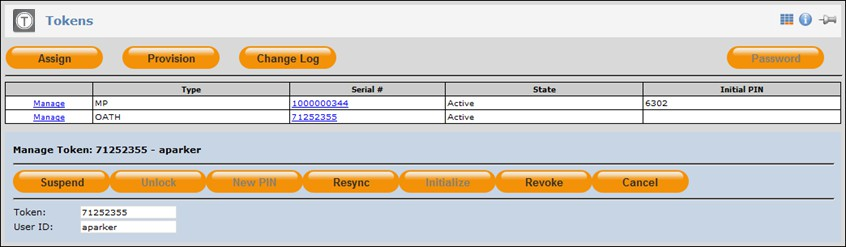 T Tokens
Assign Provision Change Log Password
Type Serial # State Initial PIN
Manage MP 1000000344 Active 6302
Manage OATH 71252355 Active
Manage Token: 71252355 - aparker
Suspend Unlock New PIN Resync Initialize Revoke Cancel
Token: 71252355
User ID: aparker